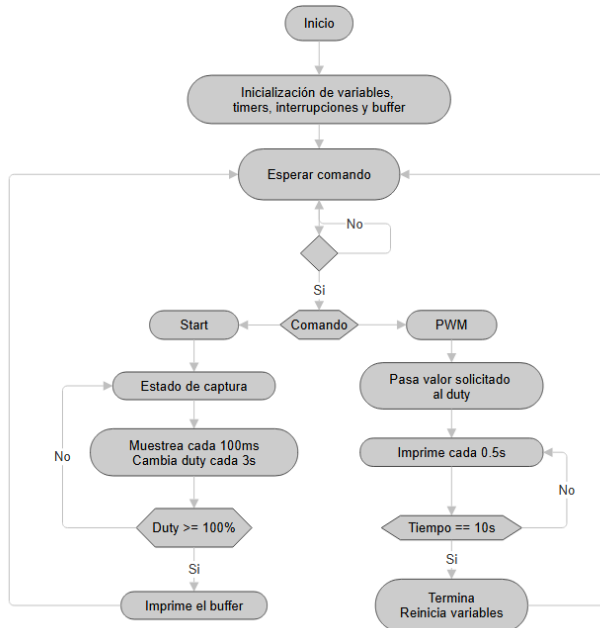 Inicio
Inicialización de variables,
timers, interrupciones y buffer
Esperar comando
No
Si
Start
Comando
PWM
Estado de captura
Pasa valor solicitado
al duty
Muestrea cada 100ms
Cambia duty cada 3s
Imprime cada 0.5s
No
No
Duty >= 100%
Tiempo == 10s
Si
Si
Imprime el buffer
Termina
Reinicia variables